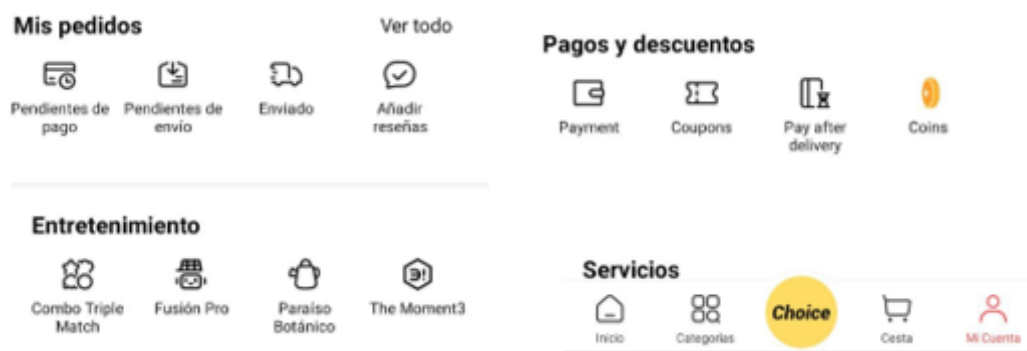 Mis pedidos
Ver todo
Pendientes de pago
Pendientes de envío
Enviado
Añadir reseñas
Entretenimiento
Combo Triple Match
Fusión Pro
Paraíso Botánico
The Moment3
Pagos y descuentos
Payment
Coupons
Pay after delivery
Coins
Servicios
Inicio
Categorías
Choice
Cesta
Mi Cuenta